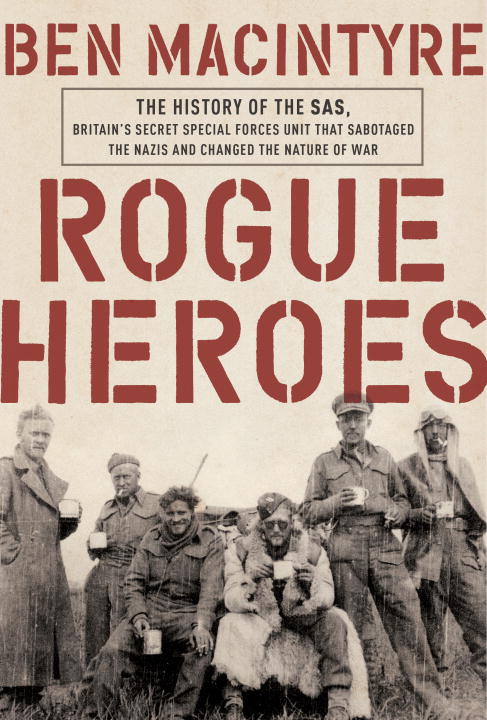 BEN MACINTYRE
THE HISTORY OF THE SAS,
BRITAIN'S SECRET SPECIAL FORCES UNIT THAT SABOTAGED
THE NAZIS AND CHANGED THE NATURE OF WAR
ROGUE
HEROES